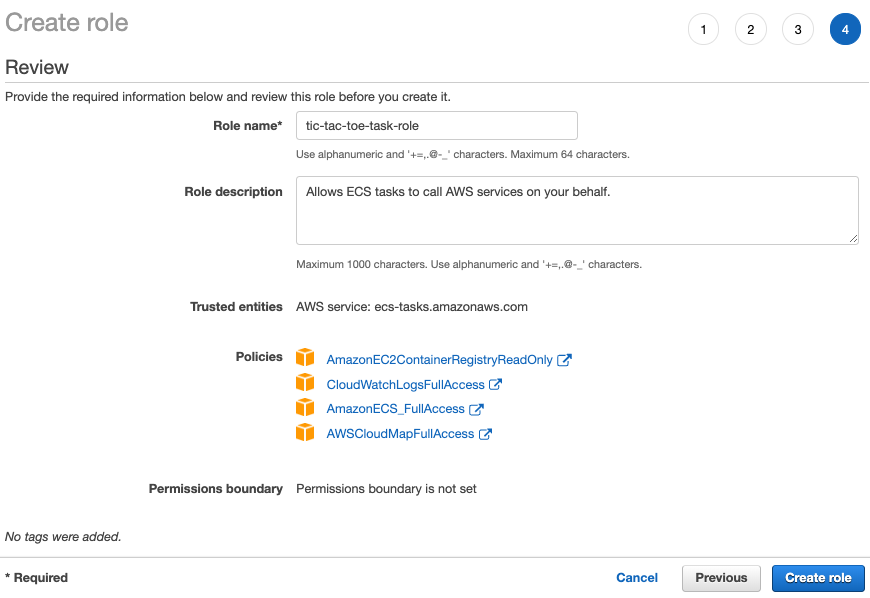 Create role
1 2 3 4
Review
Provide the required information below and review this role before you create it.
Role name* tic-tac-toe-task-role
Use alphanumeric and '+=,.@-_' characters. Maximum 64 characters.
Role description Allows ECS tasks to call AWS services on your behalf.
Maximum 1000 characters. Use alphanumeric and '+=,.@-_' characters.
Trusted entities AWS service: ecs-tasks.amazonaws.com
Policies AmazonEC2ContainerRegistryReadOnly
CloudWatchLogsFullAccess
AmazonECS_FullAccess
AWSCloudMapFullAccess
Permissions boundary Permissions boundary is not set
No tags were added.
* Required Cancel Previous Create role